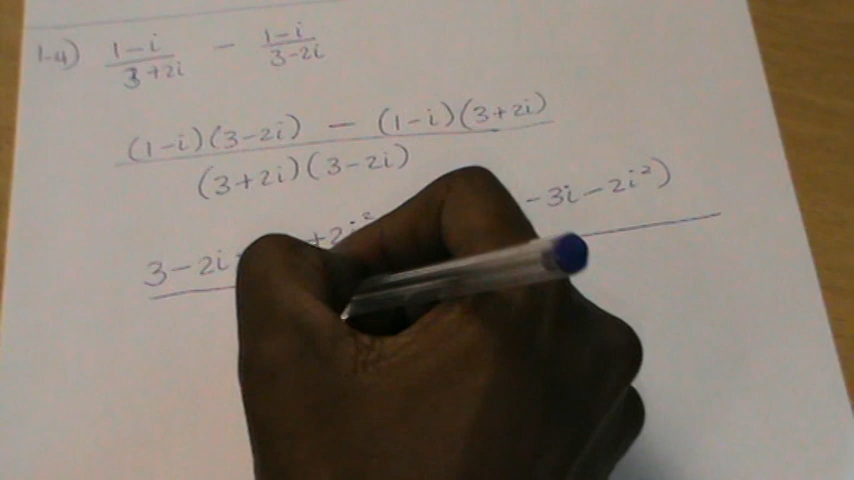 1-4) (1-i)/(3+2i) - (1-i)/(3-2i)
(1-i)(3-2i) - (1-i)(3+2i)
(3+2i)(3-2i)
3-2i +2i² -3i-2i²)